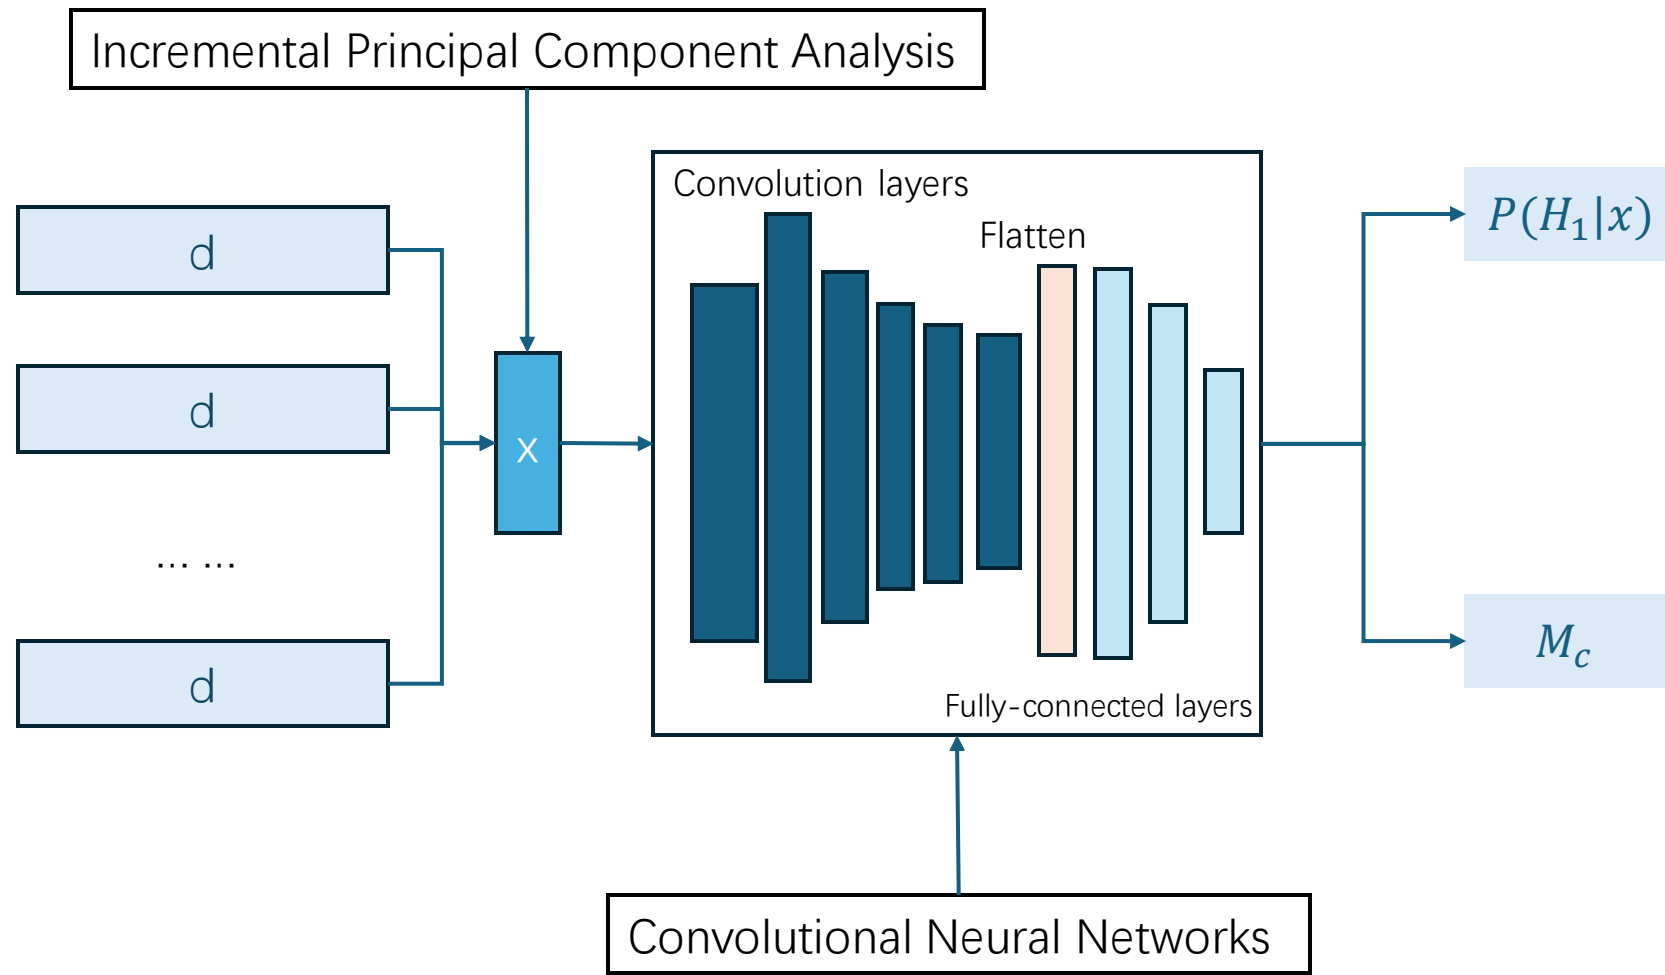 Incremental Principal Component Analysis
Convolution layers
Flatten
P(H₁|x)
d
d
x
... ...
d
M_c
Fully-connected layers
Convolutional Neural Networks